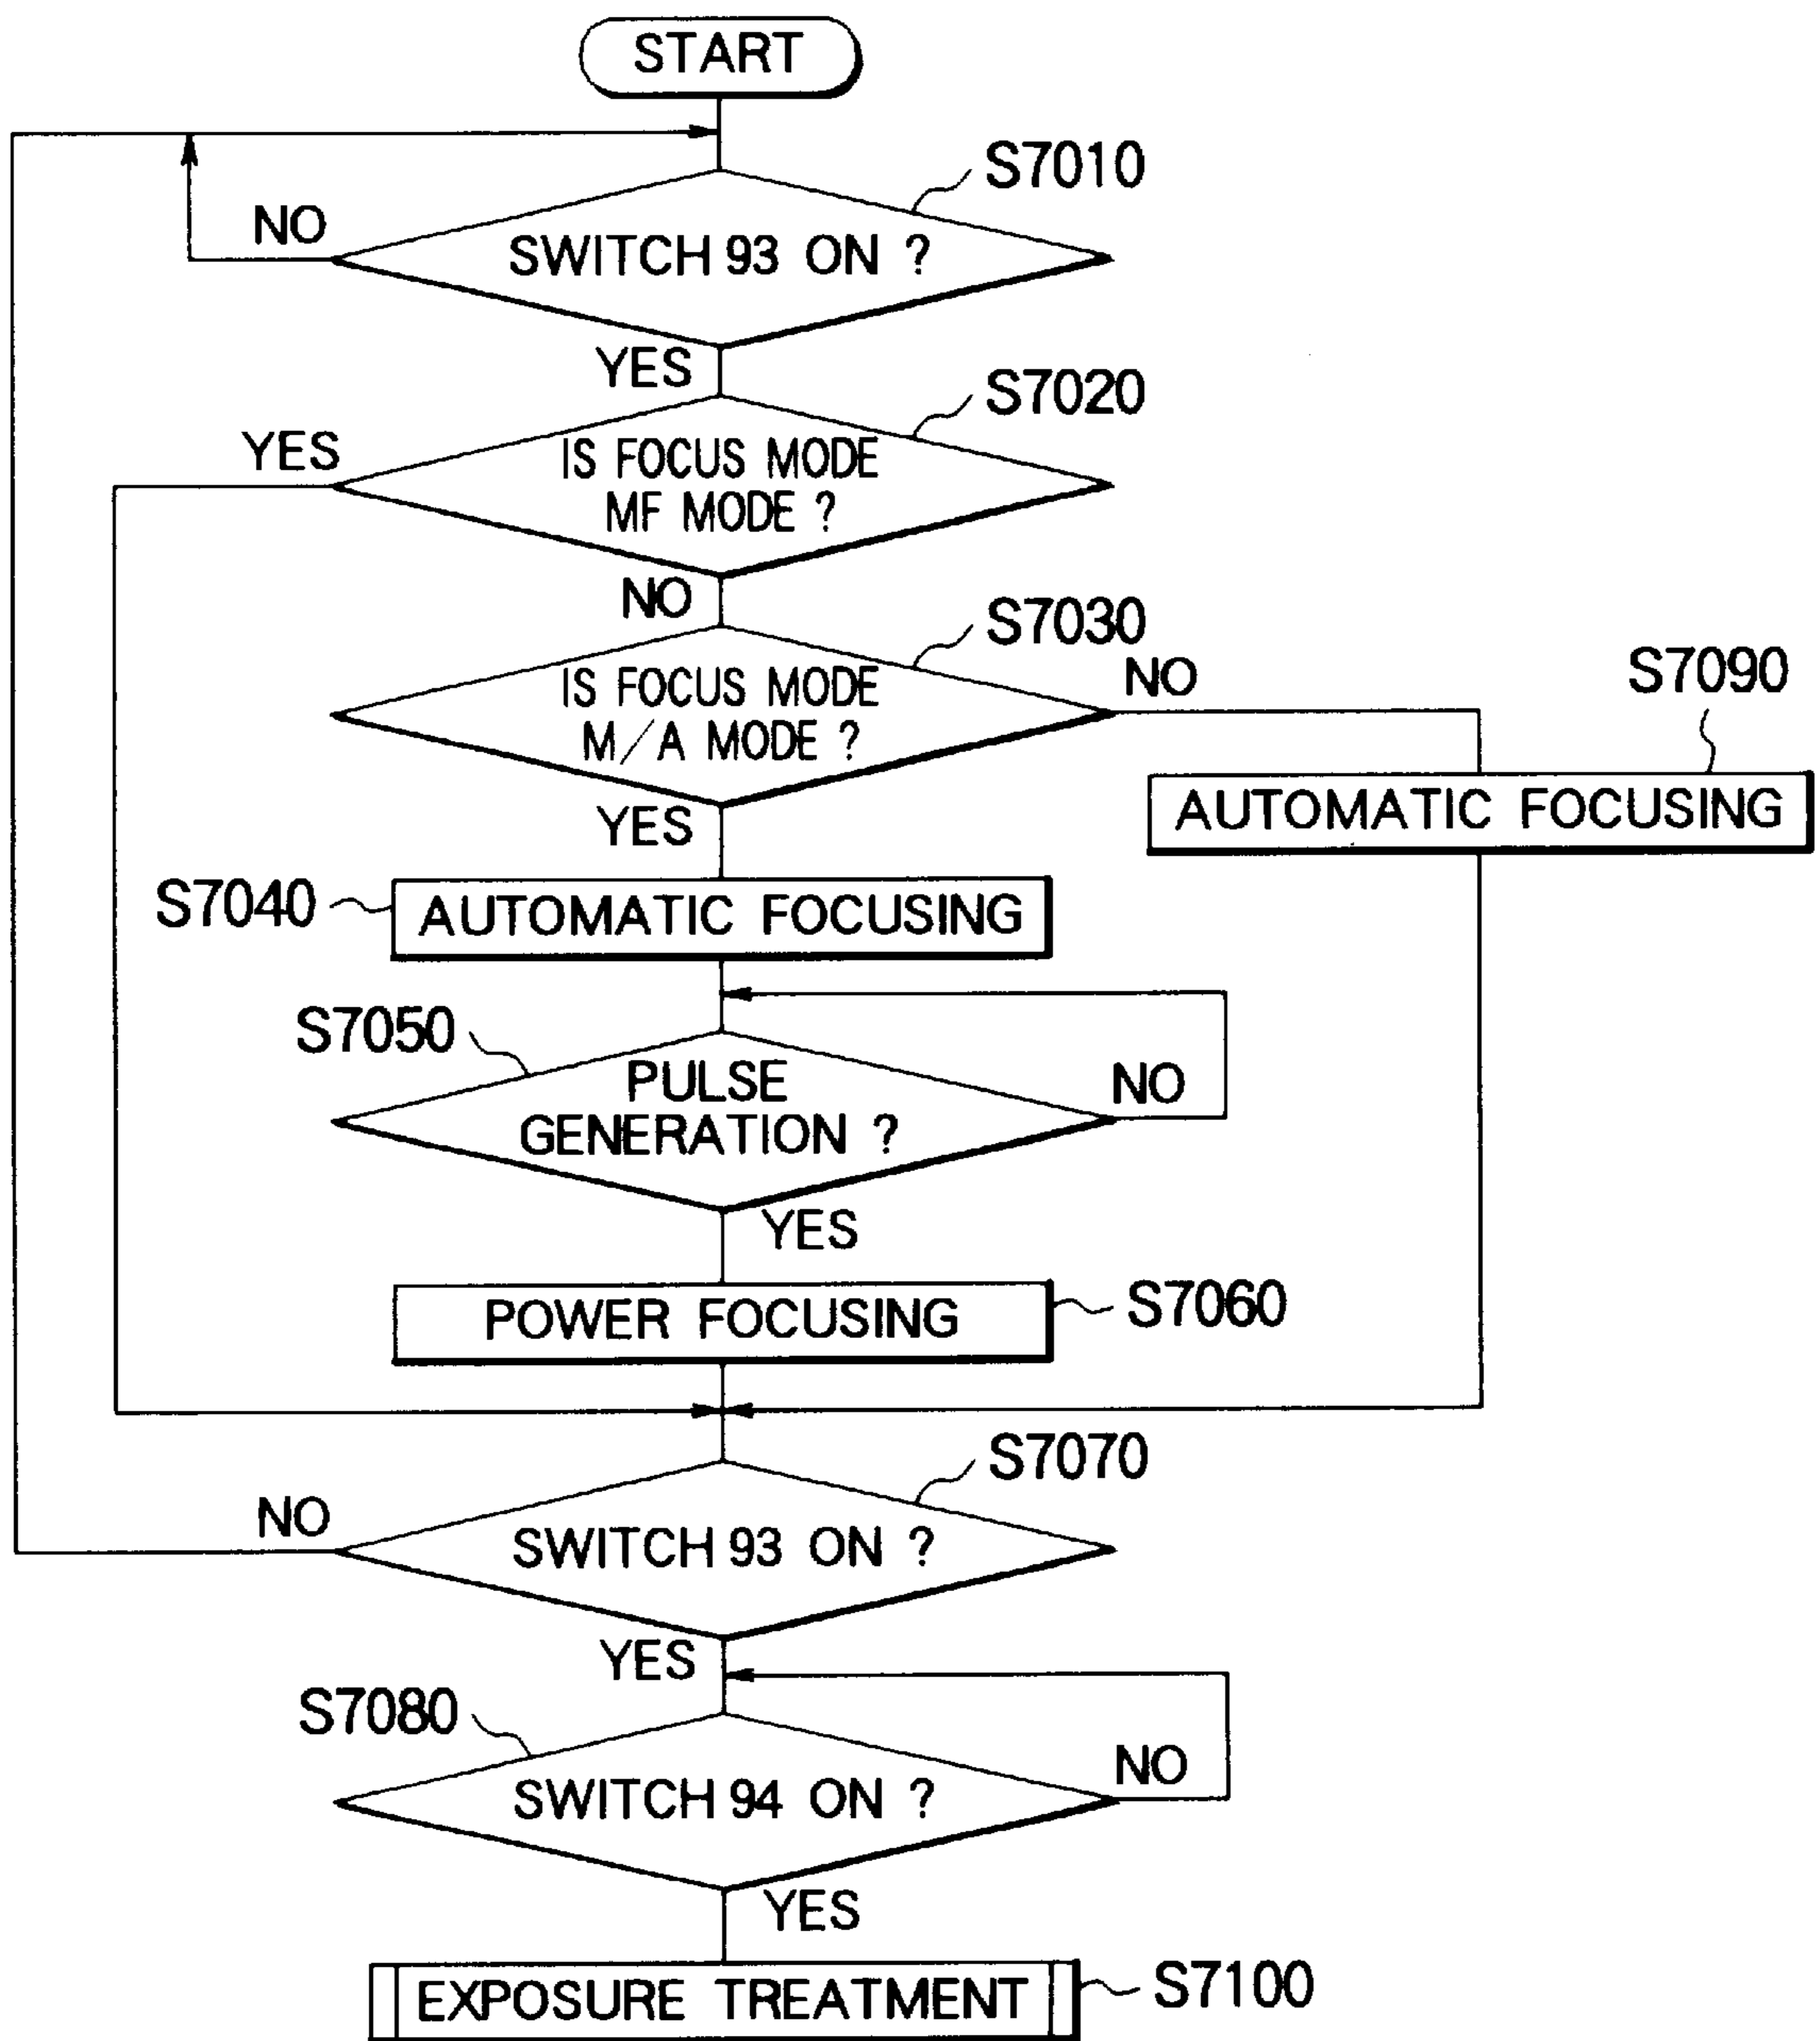 START
S7010
NO
SWITCH 93 ON ?
YES
S7020
YES
IS FOCUS MODE
MF MODE ?
NO
S7030
NO
S7090
IS FOCUS MODE
M/A MODE ?
AUTOMATIC FOCUSING
YES
S7040
AUTOMATIC FOCUSING
S7050
PULSE
GENERATION ?
NO
YES
POWER FOCUSING
S7060
S7070
NO
SWITCH 93 ON ?
YES
S7080
NO
SWITCH 94 ON ?
YES
EXPOSURE TREATMENT
S7100